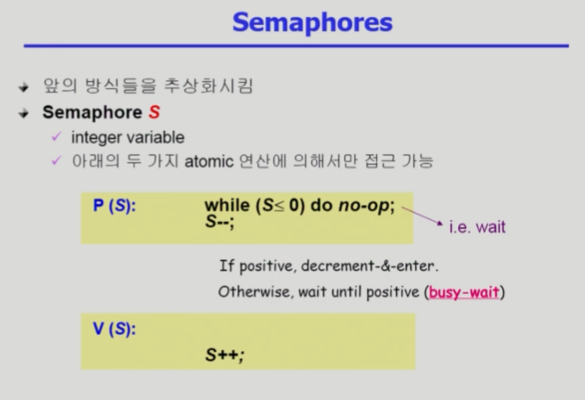 Semaphores
앞의 방식들을 추상화시킴
Semaphore S
integer variable
아래의 두 가지 atomic 연산에 의해서만 접근 가능
P (S): while (S≤ 0) do no-op;
S--;
i.e. wait
If positive, decrement-&-enter.
Otherwise, wait until positive (busy-wait)
V (S):
S++;